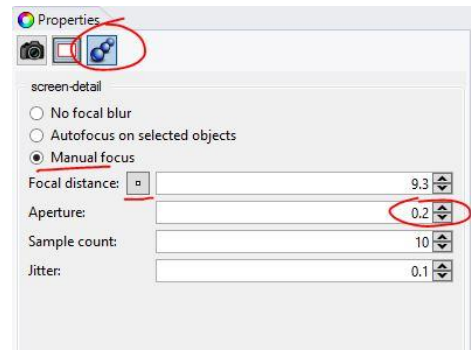 Properties
screen-detail
No focal blur
Autofocus on selected objects
Manual focus
Focal distance: 9.3
Aperture: 0.2
Sample count: 10
Jitter: 0.1